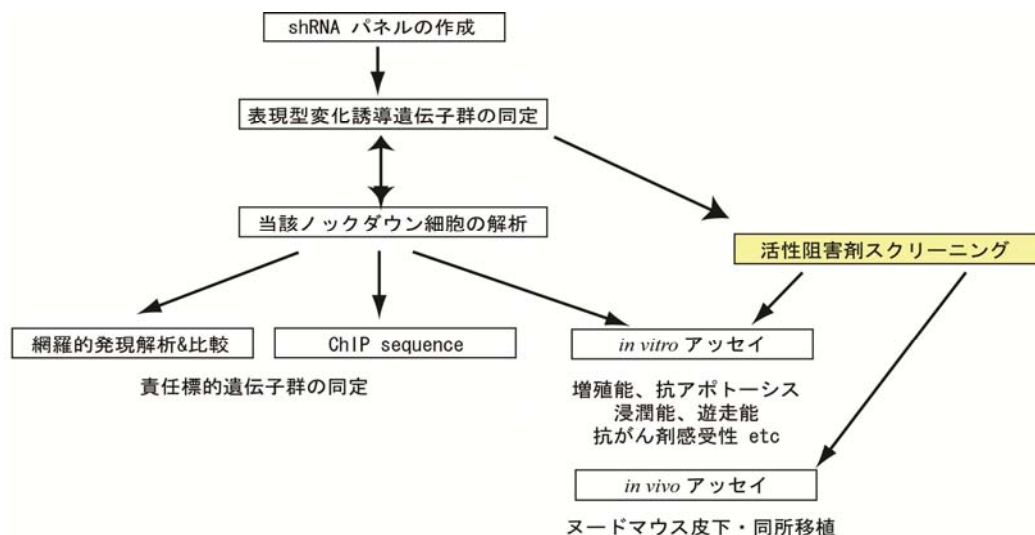 shRNA パネルの作成
表現型変化誘導遺伝子群の同定
当該ノックダウン細胞の解析
活性阻害剤スクリーニング
網羅的発現解析&比較
ChIP sequence
in vitro アッセイ
責任標的遺伝子群の同定
増殖能、抗アポトーシス
浸潤能、遊走能
抗がん剤感受性 etc
in vivo アッセイ
ヌードマウス皮下・同所移植